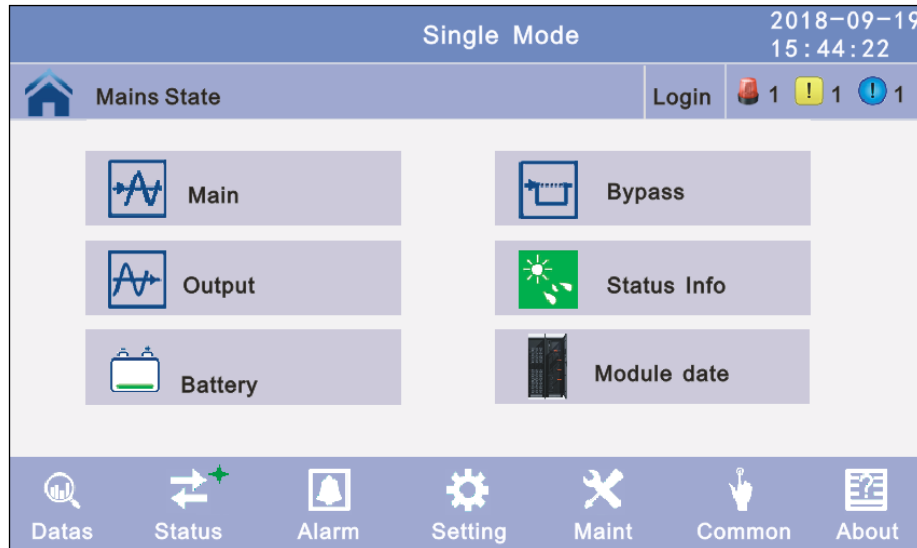 Single Mode
2018-09-19
15:44:22
Mains State
Login
1
! 1
! 1
Main
Bypass
Output
Status Info
Battery
Module date
Datas
Status
Alarm
Setting
Maint
Common
? About